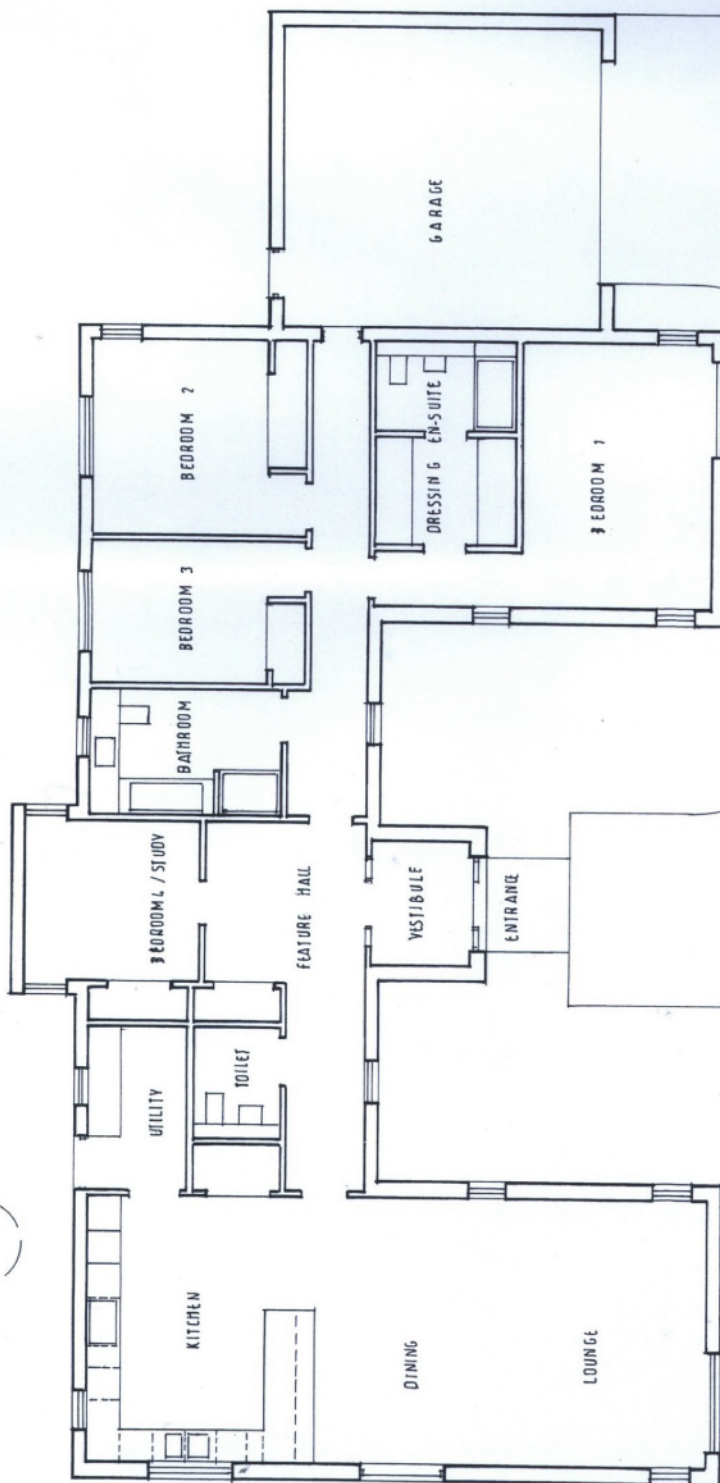 GARAGE
BEDROOM 2
EN-SUITE
DRESSING
BEDROOM 1
BEDROOM 3
BATHROOM
BEDROOM 4 / STUDY
FEATURE HALL
VESTIBULE
ENTRANCE
UTILITY
TOILET
KITCHEN
DINING
LOUNGE